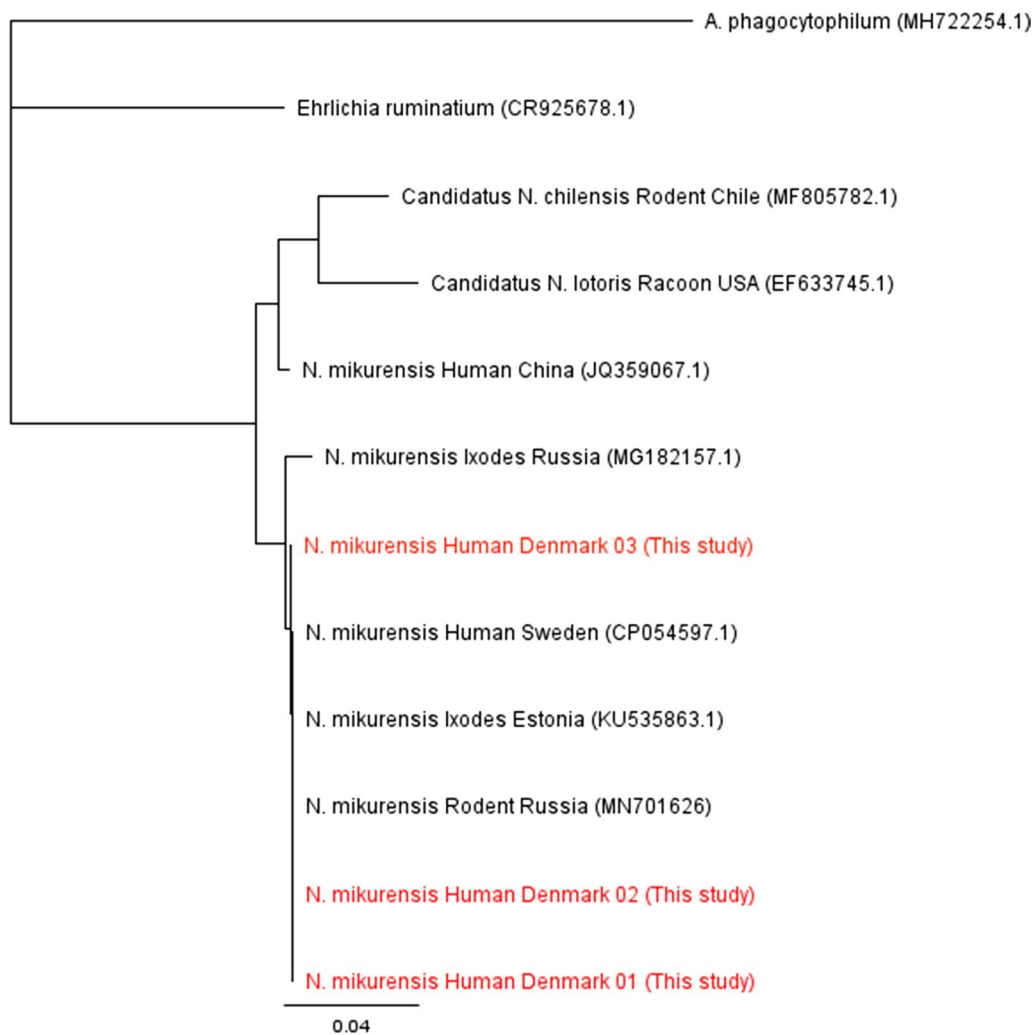 A. phagocytophilum (MH722254.1)
Ehrlichia ruminatium (CR925678.1)
Candidatus N. chilensis Rodent Chile (MF805782.1)
Candidatus N. lotoris Racoon USA (EF633745.1)
N. mikurensis Human China (JQ359067.1)
N. mikurensis Ixodes Russia (MG182157.1)
N. mikurensis Human Denmark 03 (This study)
N. mikurensis Human Sweden (CP054597.1)
N. mikurensis Ixodes Estonia (KU535863.1)
N. mikurensis Rodent Russia (MN701626)
N. mikurensis Human Denmark 02 (This study)
N. mikurensis Human Denmark 01 (This study)
0.04